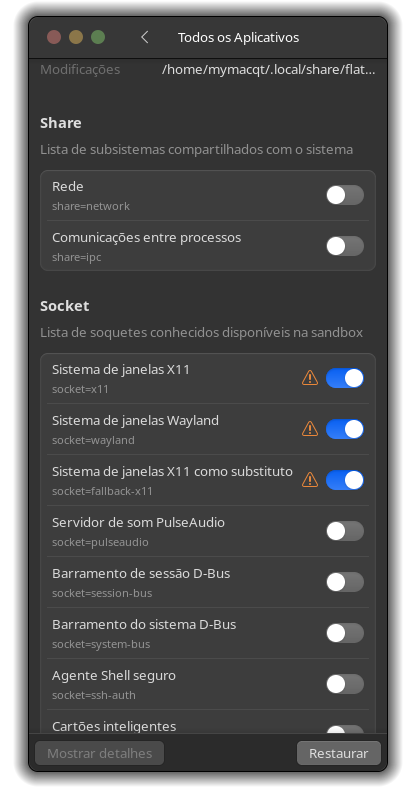 Todos os Aplicativos
Modificações /home/mymacqt/.local/share/flat...
Share
Lista de subsistemas compartilhados com o sistema
Rede
share=network
Comunicações entre processos
share=ipc
Socket
Lista de soquetes conhecidos disponíveis na sandbox
Sistema de janelas X11
socket=x11
Sistema de janelas Wayland
socket=wayland
Sistema de janelas X11 como substituto
socket=fallback-x11
Servidor de som PulseAudio
socket=pulseaudio
Barramento de sessão D-Bus
socket=session-bus
Barramento do sistema D-Bus
socket=system-bus
Agente Shell seguro
socket=ssh-auth
Cartões inteligentes
Mostrar detalhes
Restaurar